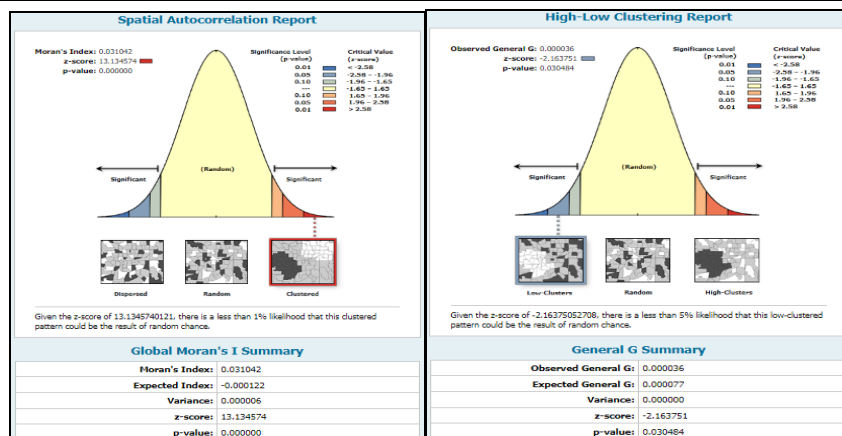 Spatial Autocorrelation Report
Moran's Index: 0.031042
z-score: 13.134574
p-value: 0.000000
Significance Level
(p-value)
Critical Value
(z-score)
0.01 < -2.58
0.05 -2.58 - -1.96
0.10 -1.96 - -1.65
--- -1.65 - 1.65
0.10 1.65 - 1.96
0.05 1.96 - 2.58
0.01 > 2.58
(Random)
Significant
Significant
Dispersed
Random
Clustered
Given the z-score of 13.1345740121, there is a less than 1% likelihood that this clustered
pattern could be the result of random chance.
Global Moran's I Summary
Moran's Index: 0.031042
Expected Index: -0.000122
Variance: 0.000006
z-score: 13.134574
p-value: 0.000000
High-Low Clustering Report
Observed General G: 0.000036
z-score: -2.163751
p-value: 0.030484
Significance Level
(p-value)
Critical Value
(z-score)
0.01 < -2.58
0.05 -2.58 - -1.96
0.10 -1.96 - -1.65
--- -1.65 - 1.65
0.10 1.65 - 1.96
0.05 1.96 - 2.58
0.01 > 2.58
(Random)
Significant
Significant
Low-Clusters
Random
High-Clusters
Given the z-score of -2.16375052708, there is a less than 5% likelihood that this low-clustered
pattern could be the result of random chance.
General G Summary
Observed General G: 0.000036
Expected General G: 0.000077
Variance: 0.000000
z-score: -2.163751
p-value: 0.030484